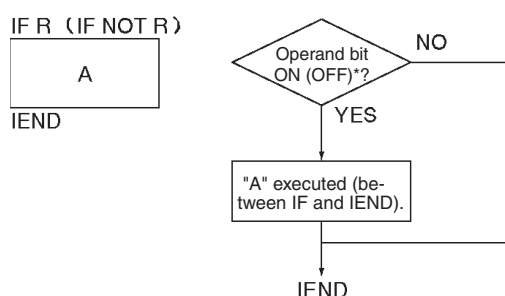 IF R (IF NOT R)
A
IEND
Operand bit
ON (OFF)*?
NO
YES
"A" executed (be-
tween IF and IEND).
IEND